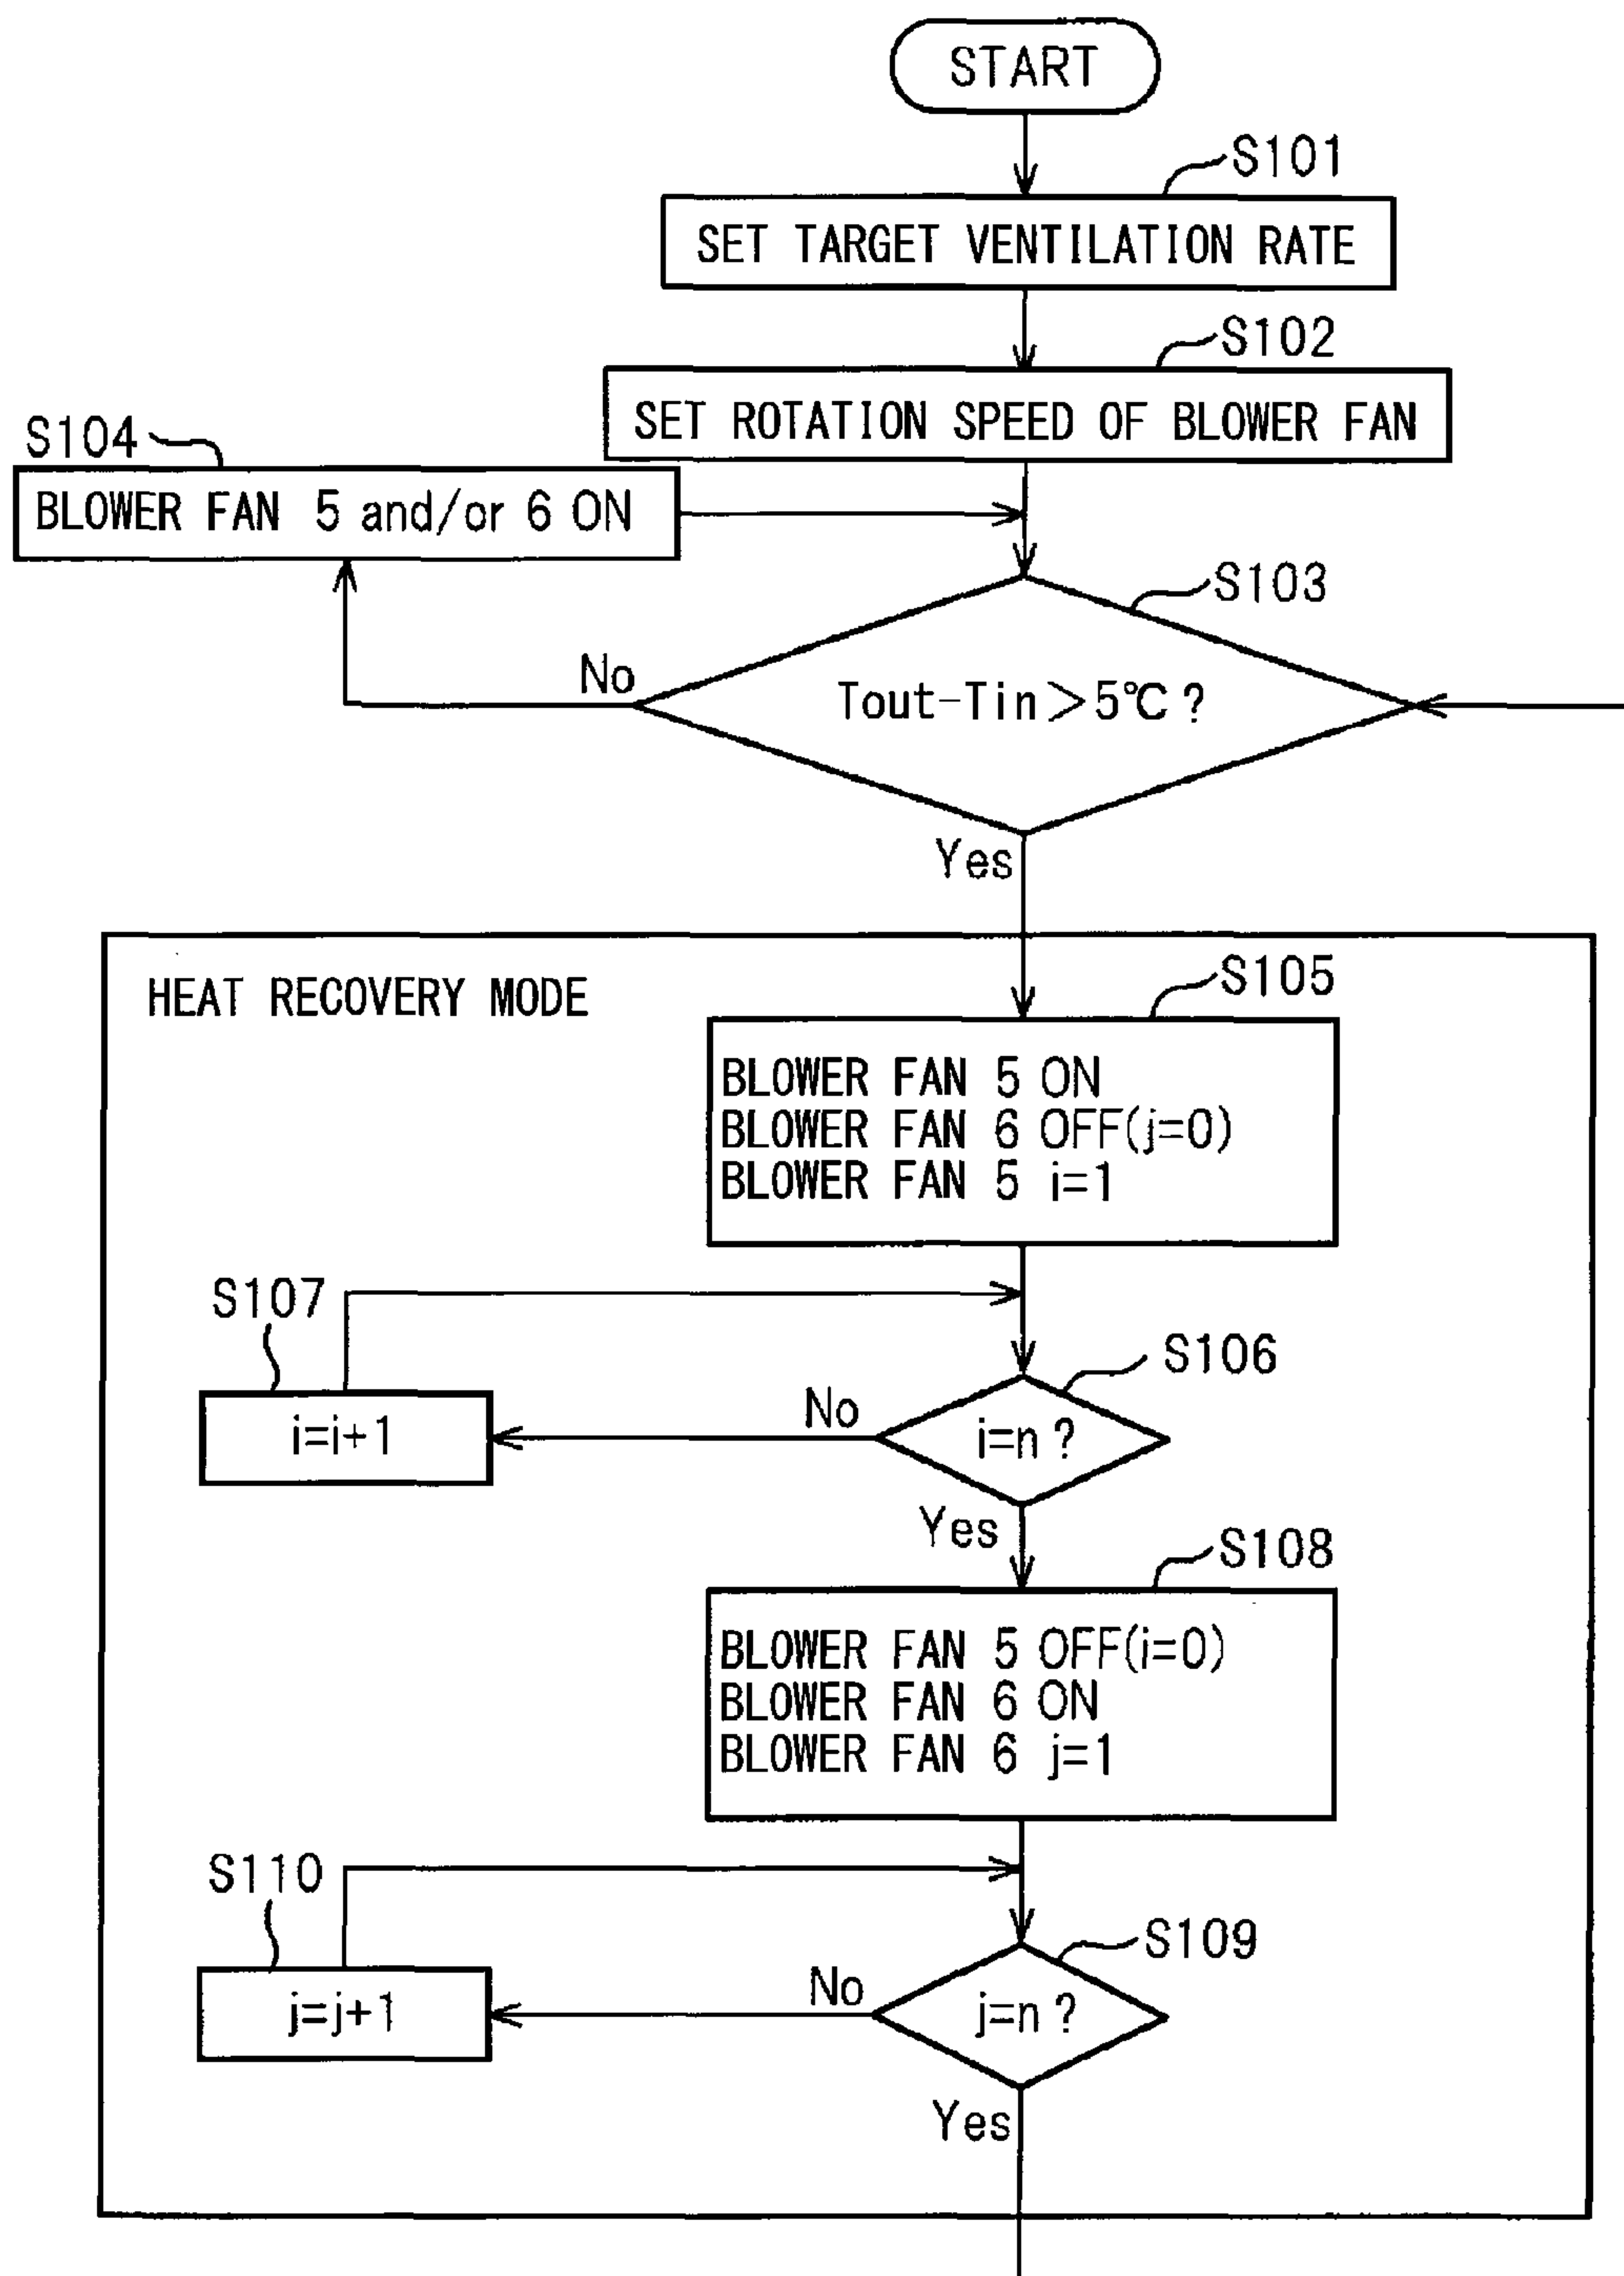 START
S101
SET TARGET VENTILATION RATE
S102
SET ROTATION SPEED OF BLOWER FAN
S104
BLOWER FAN 5 and/or 6 ON
S103
No
Tout-Tin>5℃?
Yes
HEAT RECOVERY MODE
S105
BLOWER FAN 5 ON
BLOWER FAN 6 OFF(j=0)
BLOWER FAN 5 i=1
S107
S106
i=i+1
No
i=n?
Yes
S108
BLOWER FAN 5 OFF(i=0)
BLOWER FAN 6 ON
BLOWER FAN 6 j=1
S110
S109
j=j+1
No
j=n?
Yes